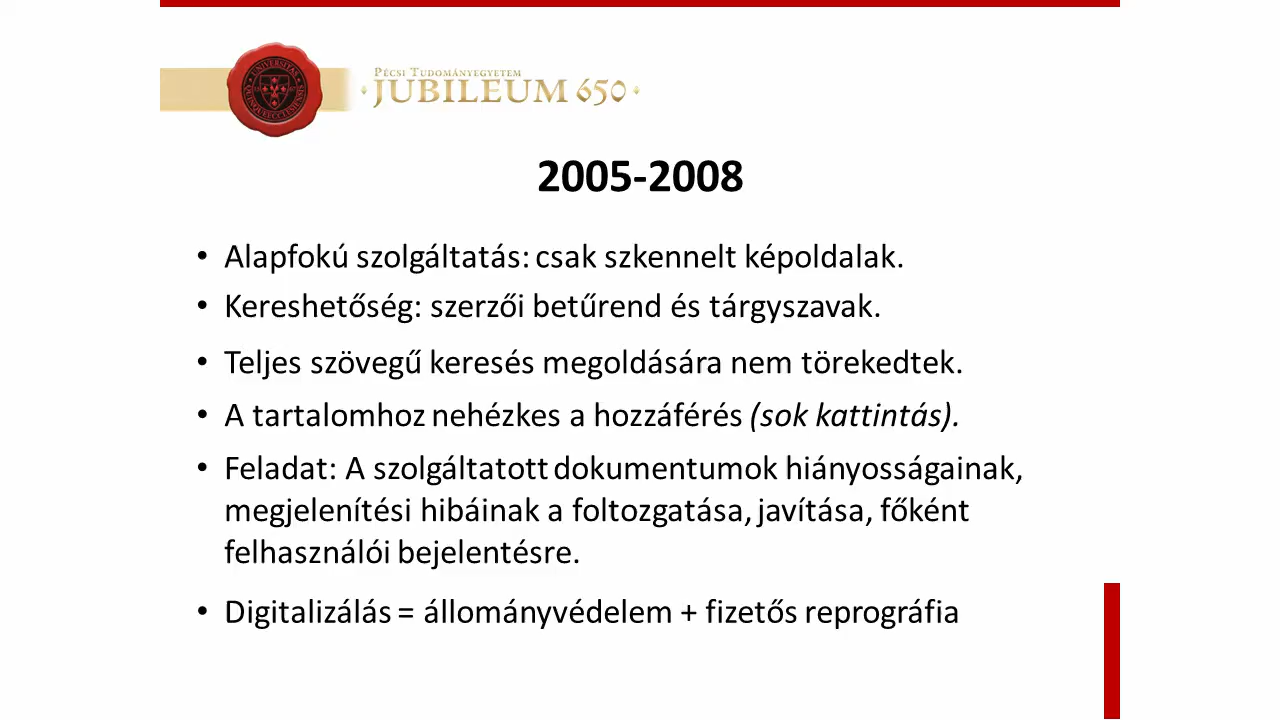 PÉCSI TUDOMÁNYEGYETEM
JUBILEUM 650
UNIVERSITAS
QUINQUEECCLESIENSIS
2005-2008
• Alapfokú szolgáltatás: csak szkennelt képoldalak.
• Kereshetőség: szerzői betűrend és tárgyszavak.
• Teljes szövegű keresés megoldására nem törekedtek.
• A tartalomhoz nehézkes a hozzáférés (sok kattintás).
• Feladat: A szolgáltatott dokumentumok hiányosságainak,
megjelenítési hibáinak a foltozgatása, javítása, főként
felhasználói bejelentésre.
• Digitalizálás = állományvédelem + fizetős reprográfia